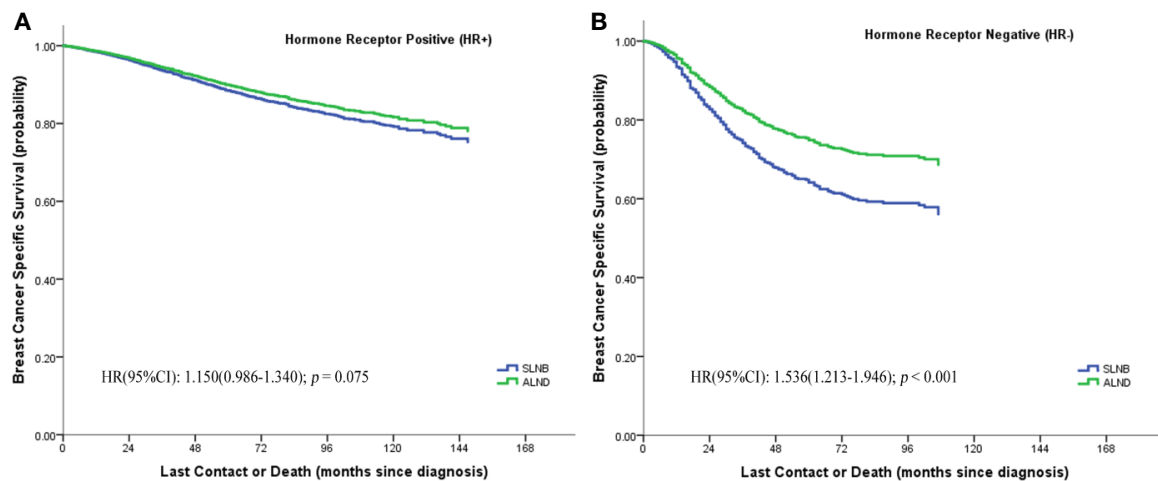 A
Hormone Receptor Positive (HR+)
Breast Cancer Specific Survival (probability)
1.00
0.80
0.60
0.40
0.20
0.00
HR(95%CI): 1.150(0.986-1.340); p = 0.075
SLNB
ALND
0 24 48 72 96 120 144 168
Last Contact or Death (months since diagnosis)
B
Hormone Receptor Negative (HR-)
Breast Cancer Specific Survival (probability)
1.00
0.80
0.60
0.40
0.20
0.00
HR(95%CI): 1.536(1.213-1.946); p < 0.001
SLNB
ALND
0 24 48 72 96 120 144 168
Last Contact or Death (months since diagnosis)